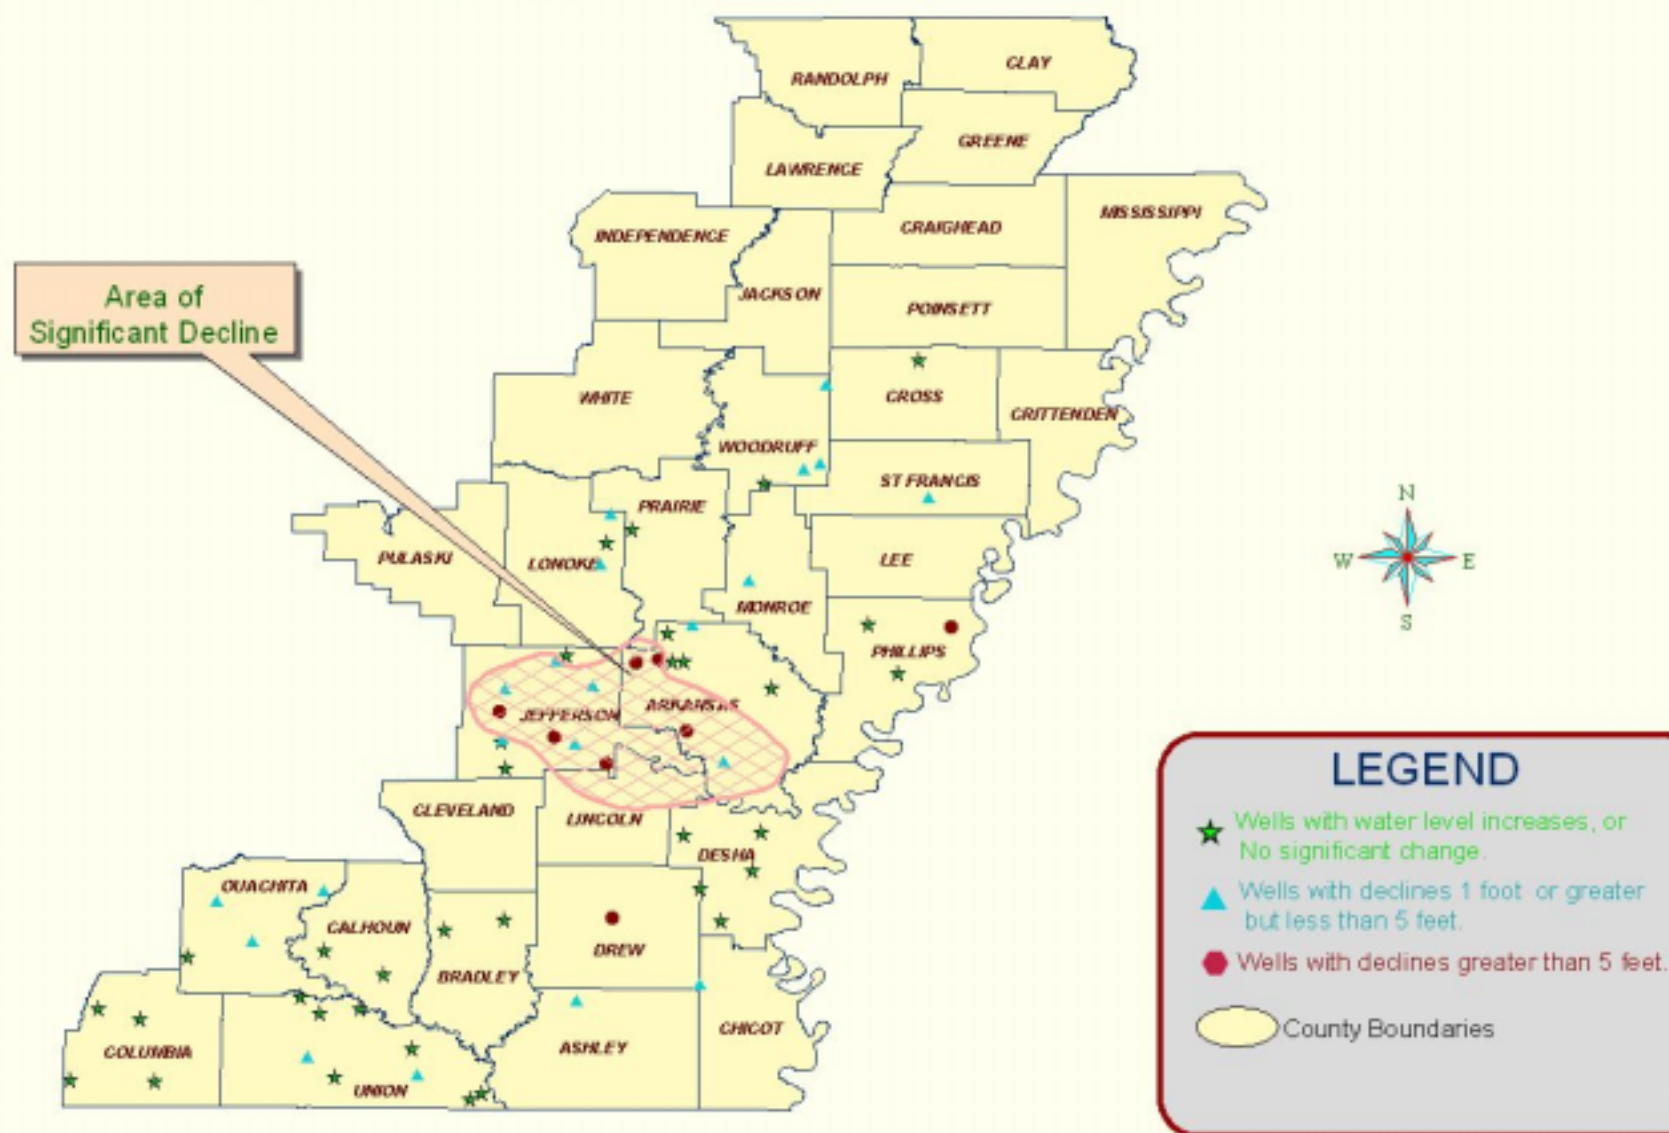 RANDOLPH
CLAY
GREENE
LAWRENCE
MISSISSIPPI
CRAIGHEAD
INDEPENDENCE
JACKSON
POINSETT
Area of
Significant Decline
WHITE
CROSS
CRITTENDEN
WOODRUFF
ST FRANCIS
PRAIRIE
PULASKI
LONOKE
LEE
MONROE
PHILLIPS
JEFFERSON
ARKANSAS
CLEVELAND
LINCOLN
DESHA
OUACHITA
CALHOUN
DREW
BRADLEY
CHICOT
COLUMBIA
ASHLEY
UNION
N
W
E
S
LEGEND
Wells with water level increases, or
No significant change.
Wells with declines 1 foot or greater
but less than 5 feet.
Wells with declines greater than 5 feet.
County Boundaries